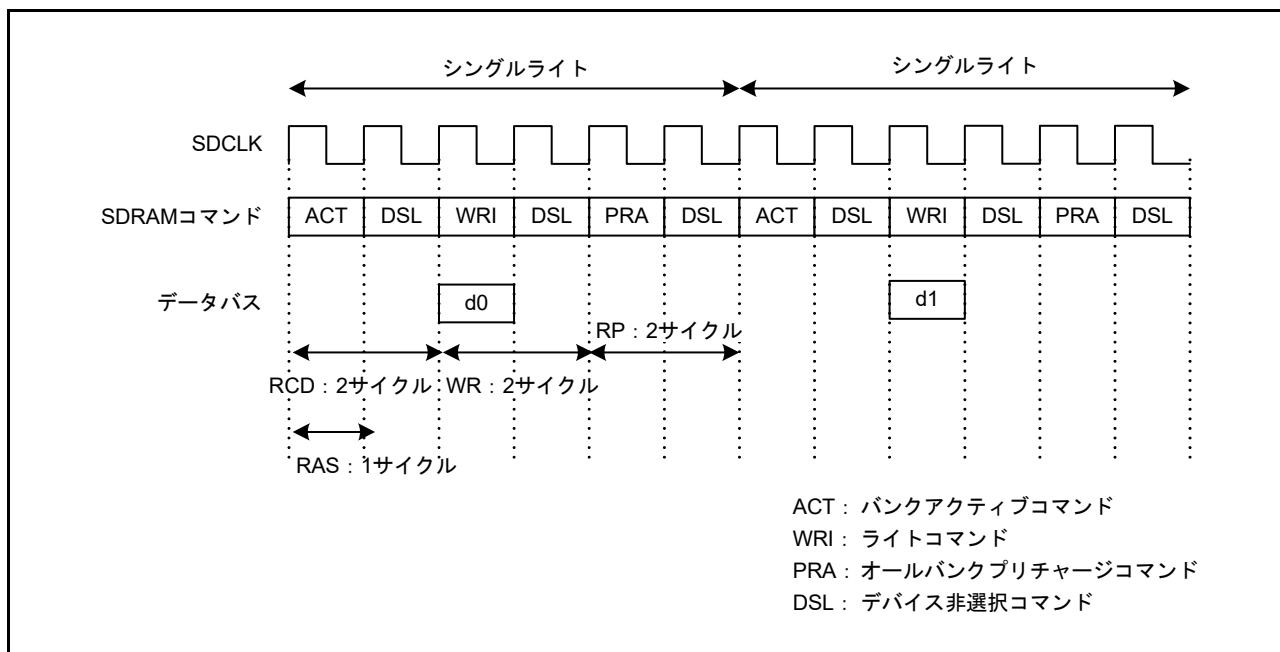 シングルライト シングルライト
SDCLK
SDRAMコマンド ACT DSL WRI DSL PRA DSL ACT DSL WRI DSL PRA DSL
データバス d0 d1
RP：2サイクル
RCD：2サイクル WR：2サイクル
RAS：1サイクル
ACT： バンクアクティブコマンド
WRI： ライトコマンド
PRA： オールバンクプリチャージコマンド
DSL： デバイス非選択コマンド